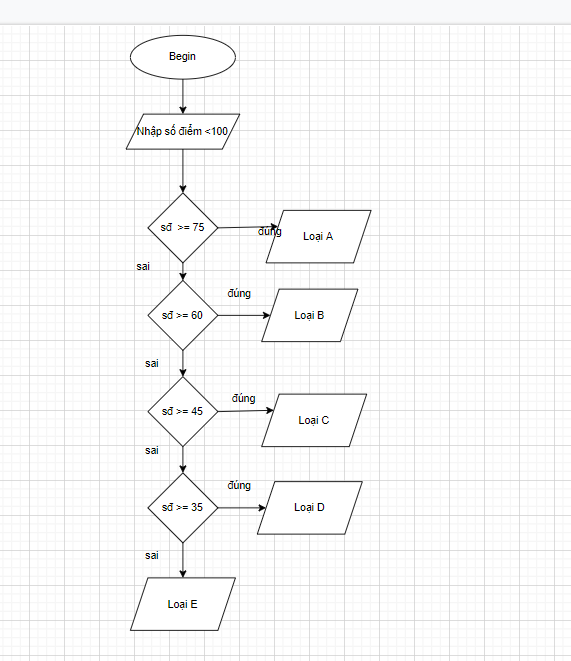 Begin
Nhập số điểm <100
sđ >= 75
đúng
Loại A
sai
sđ >= 60
đúng
Loại B
sai
sđ >= 45
đúng
Loại C
sai
sđ >= 35
đúng
Loại D
sai
Loại E